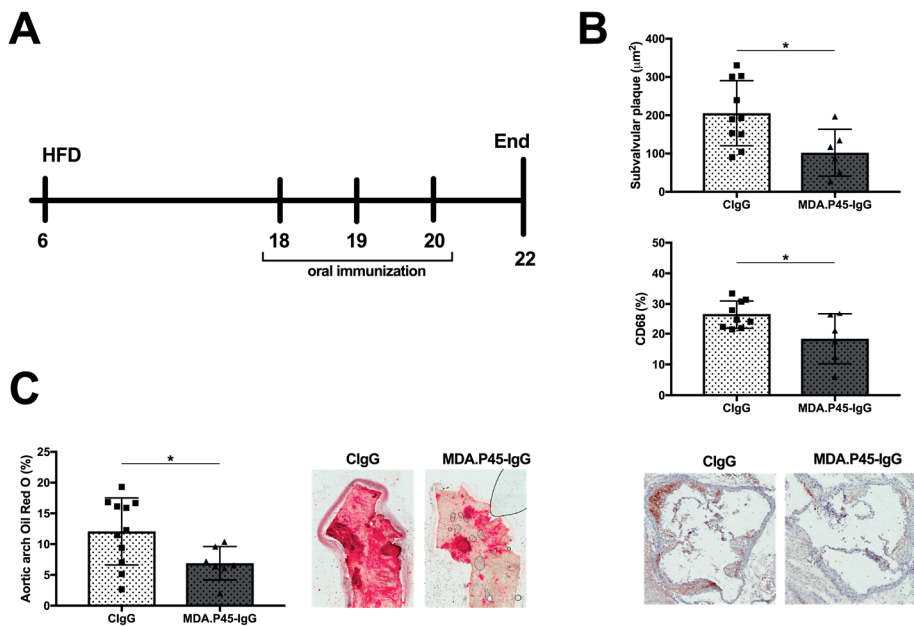 A
HFD
End
6
18
19
20
22
oral immunization
B
Subvalvular plaque (μm²)
400
300
200
100
0
*
CIgG
MDA.P45-IgG
CD68 (%)
50
40
30
20
10
0
*
CIgG
MDA.P45-IgG
CIgG
MDA.P45-IgG
C
Aortic arch Oil Red O (%)
25
20
15
10
5
0
*
CIgG
MDA.P45-IgG
CIgG
MDA.P45-IgG